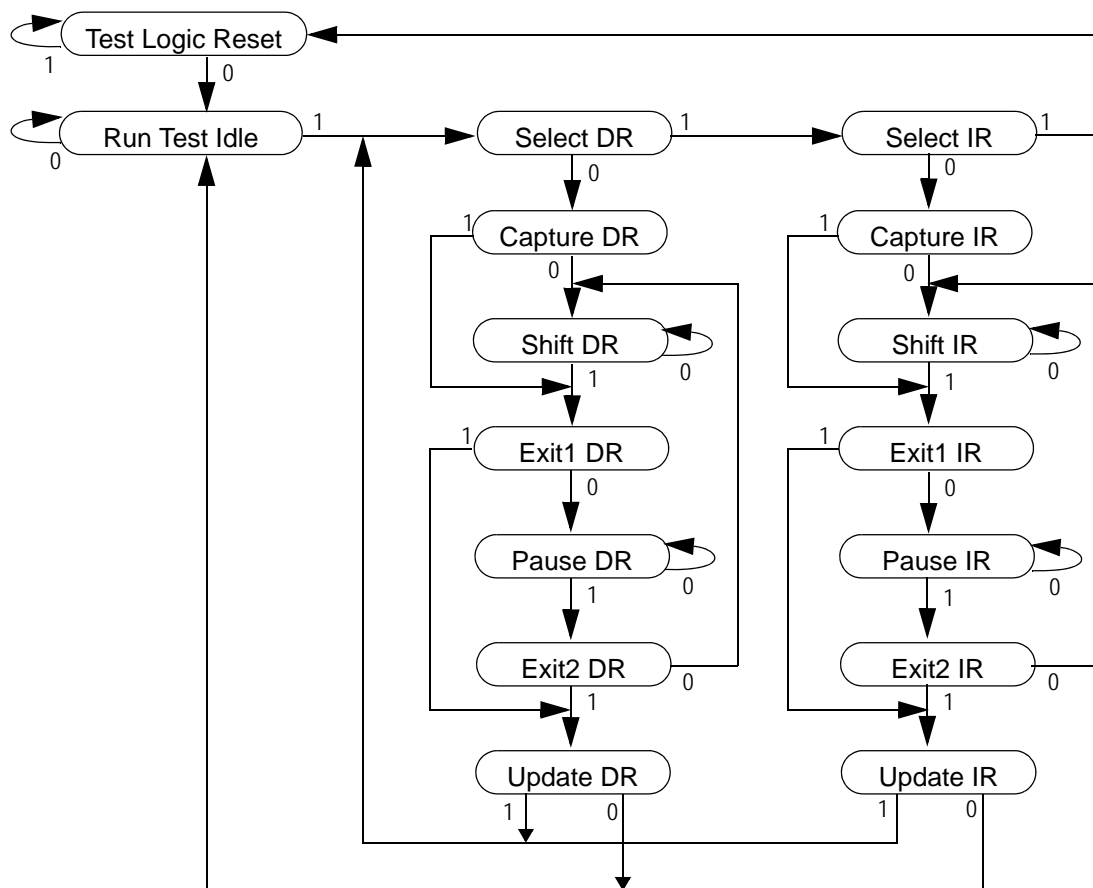 Test Logic Reset
1
0
Run Test Idle
1
0
Select DR
1
0
Select IR
1
0
Capture DR
1
0
Capture IR
1
0
Shift DR
0
1
Shift IR
0
1
Exit1 DR
1
0
Exit1 IR
1
0
Pause DR
0
1
Pause IR
0
1
Exit2 DR
0
1
Exit2 IR
0
1
Update DR
1 0
Update IR
1 0